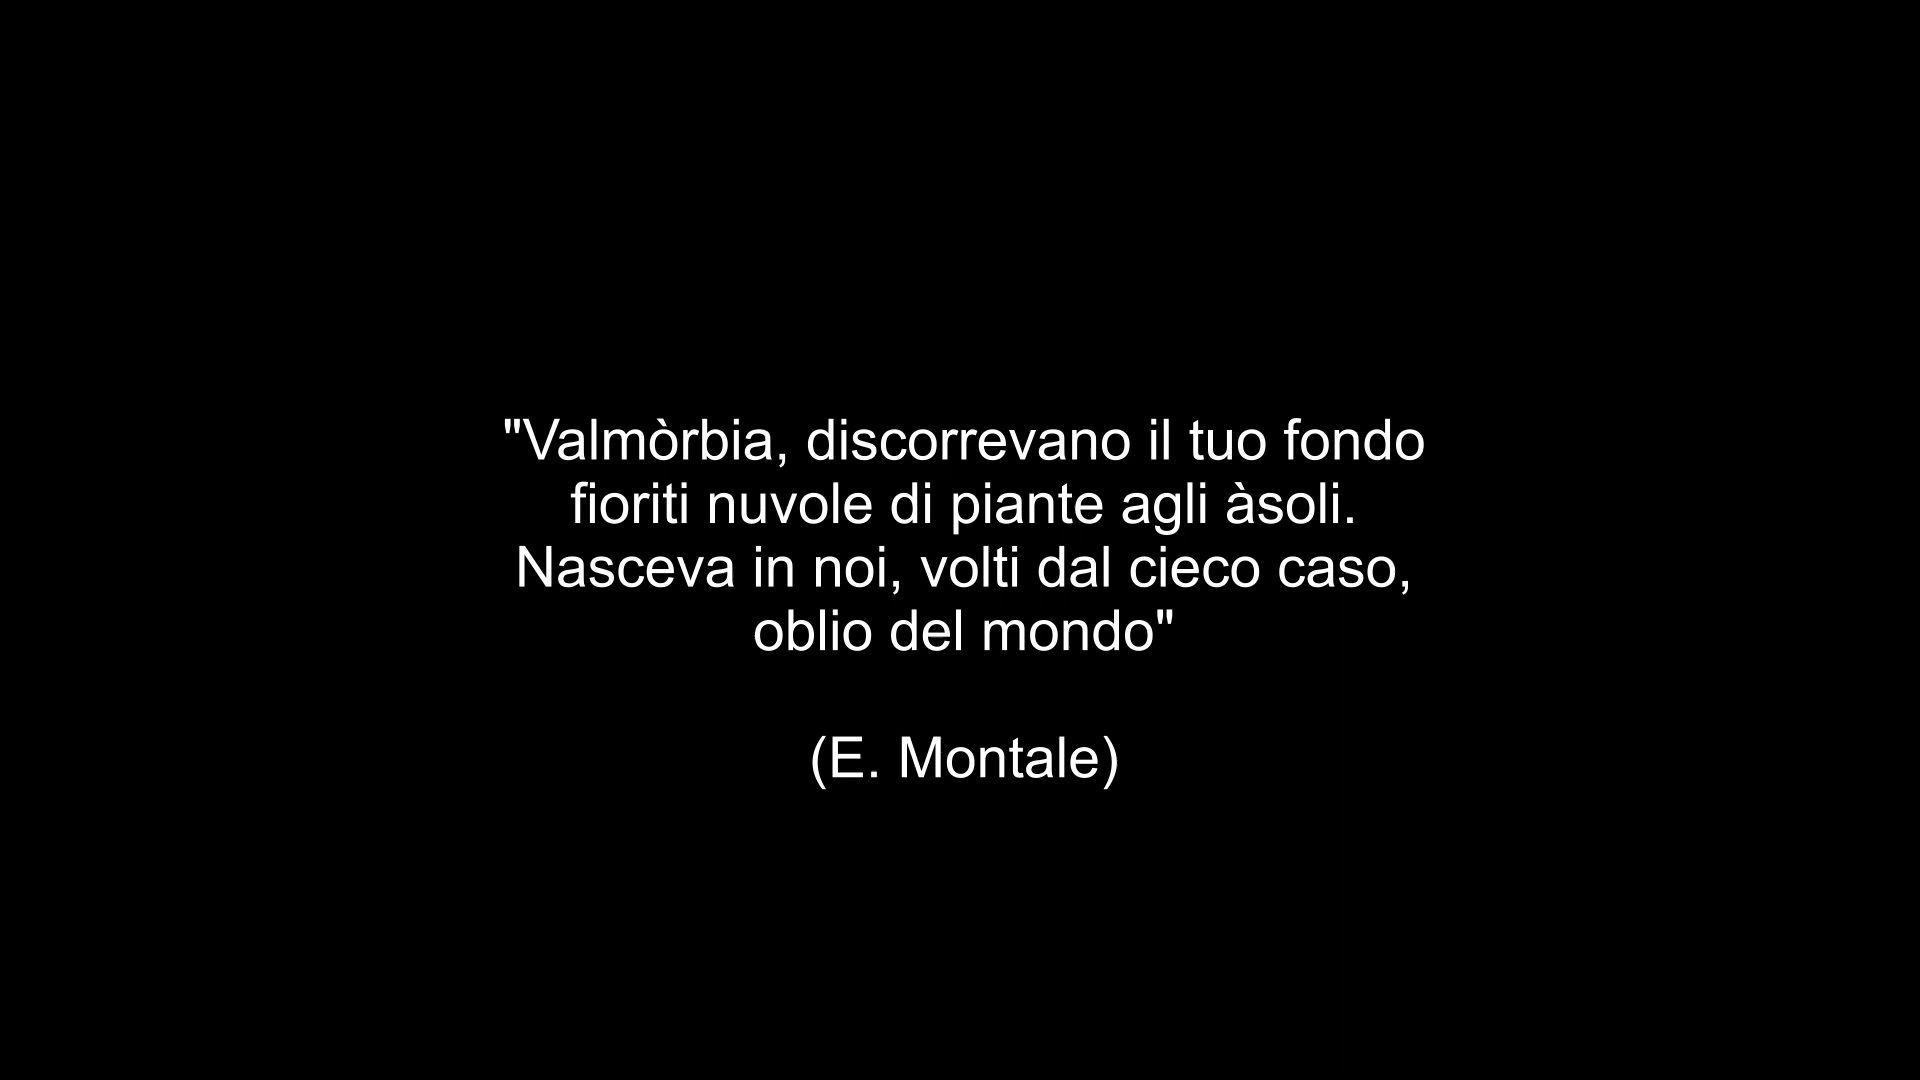 "Valmòrbia, discorrevano il tuo fondo
fioriti nuvole di piante agli àsoli.
Nasceva in noi, volti dal cieco caso,
oblio del mondo"
(E. Montale)